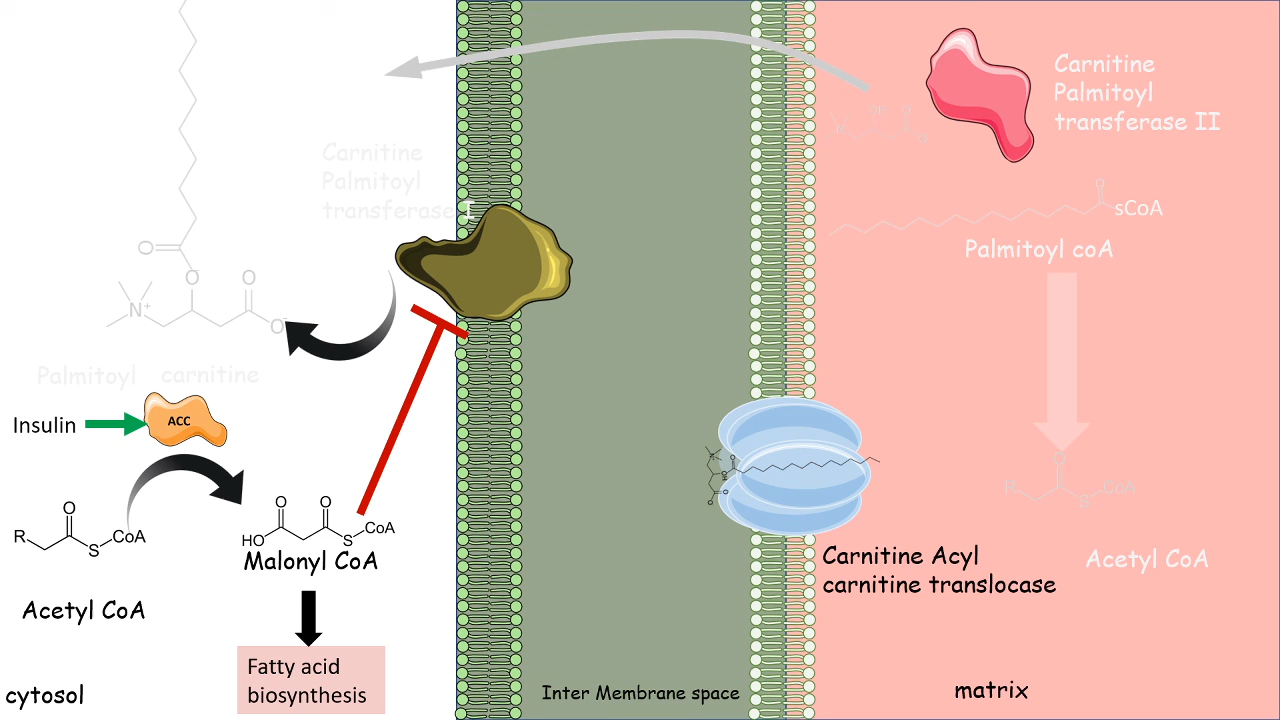 Carnitine
Palmitoyl
transferase I
O
O
O
N+
O-
Palmitoyl carnitine
Insulin
ACC
R
O
S
CoA
Acetyl CoA
O
O
HO
S
CoA
Malonyl CoA
Fatty acid
biosynthesis
cytosol
Inter Membrane space
Carnitine
Palmitoyl
transferase II
O
sCoA
Palmitoyl coA
O
R
S
CoA
Acetyl CoA
Carnitine Acyl
carnitine translocase
matrix